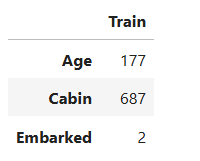 Train
Age 177
Cabin 687
Embarked 2